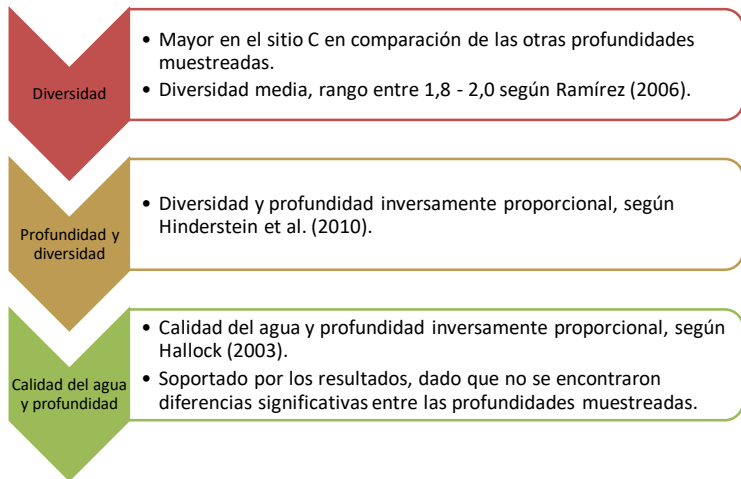 Diversidad
• Mayor en el sitio C en comparación de las otras profundidades
muestreadas.
• Diversidad media, rango entre 1,8 - 2,0 según Ramírez (2006).
Profundidad y
diversidad
• Diversidad y profundidad inversamente proporcional, según
Hinderstein et al. (2010).
Calidad del agua
y profundidad
• Calidad del agua y profundidad inversamente proporcional, según
Hallock (2003).
• Soportado por los resultados, dado que no se encontraron
diferencias significativas entre las profundidades muestreadas.